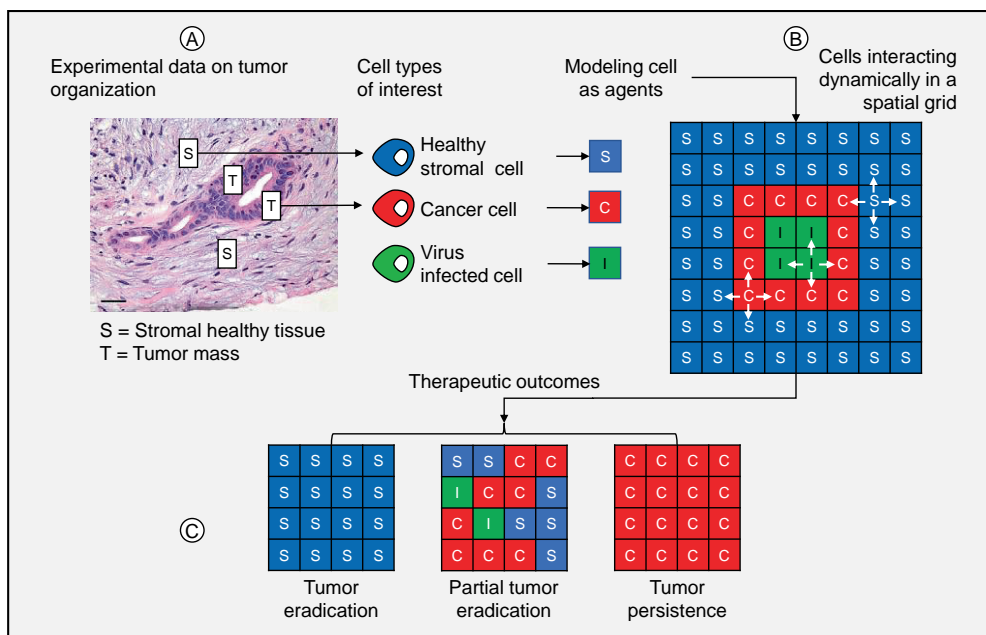 A
Experimental data on tumor
organization
Cell types
of interest
Modeling cell
as agents
B
Cells interacting
dynamically in a
spatial grid
S
T
T
S
Healthy
stromal cell
S
Cancer cell
C
Virus
infected cell
I
S = Stromal healthy tissue
T = Tumor mass
S S S S S S S S
S S S S S S S S
S S C C C C S S
S S C I I C S S
S S C I I C S S
S S C C C C S S
S S S S S S S S
S S S S S S S S
Therapeutic outcomes
C
S S S S
S S S S
S S S S
S S S S
Tumor
eradication
S S C C
I C C S
C I S S
C C C S
Partial tumor
eradication
C C C C
C C C C
C C C C
C C C C
Tumor
persistence